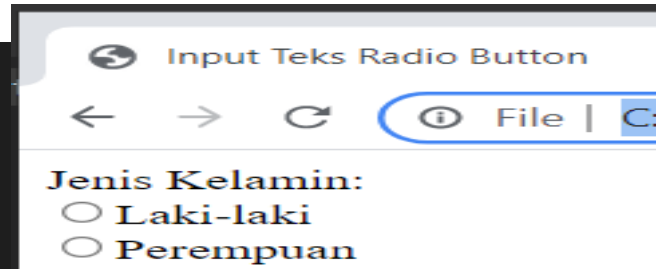 Input Teks Radio Button
File | C:
Jenis Kelamin:
Laki-laki
Perempuan